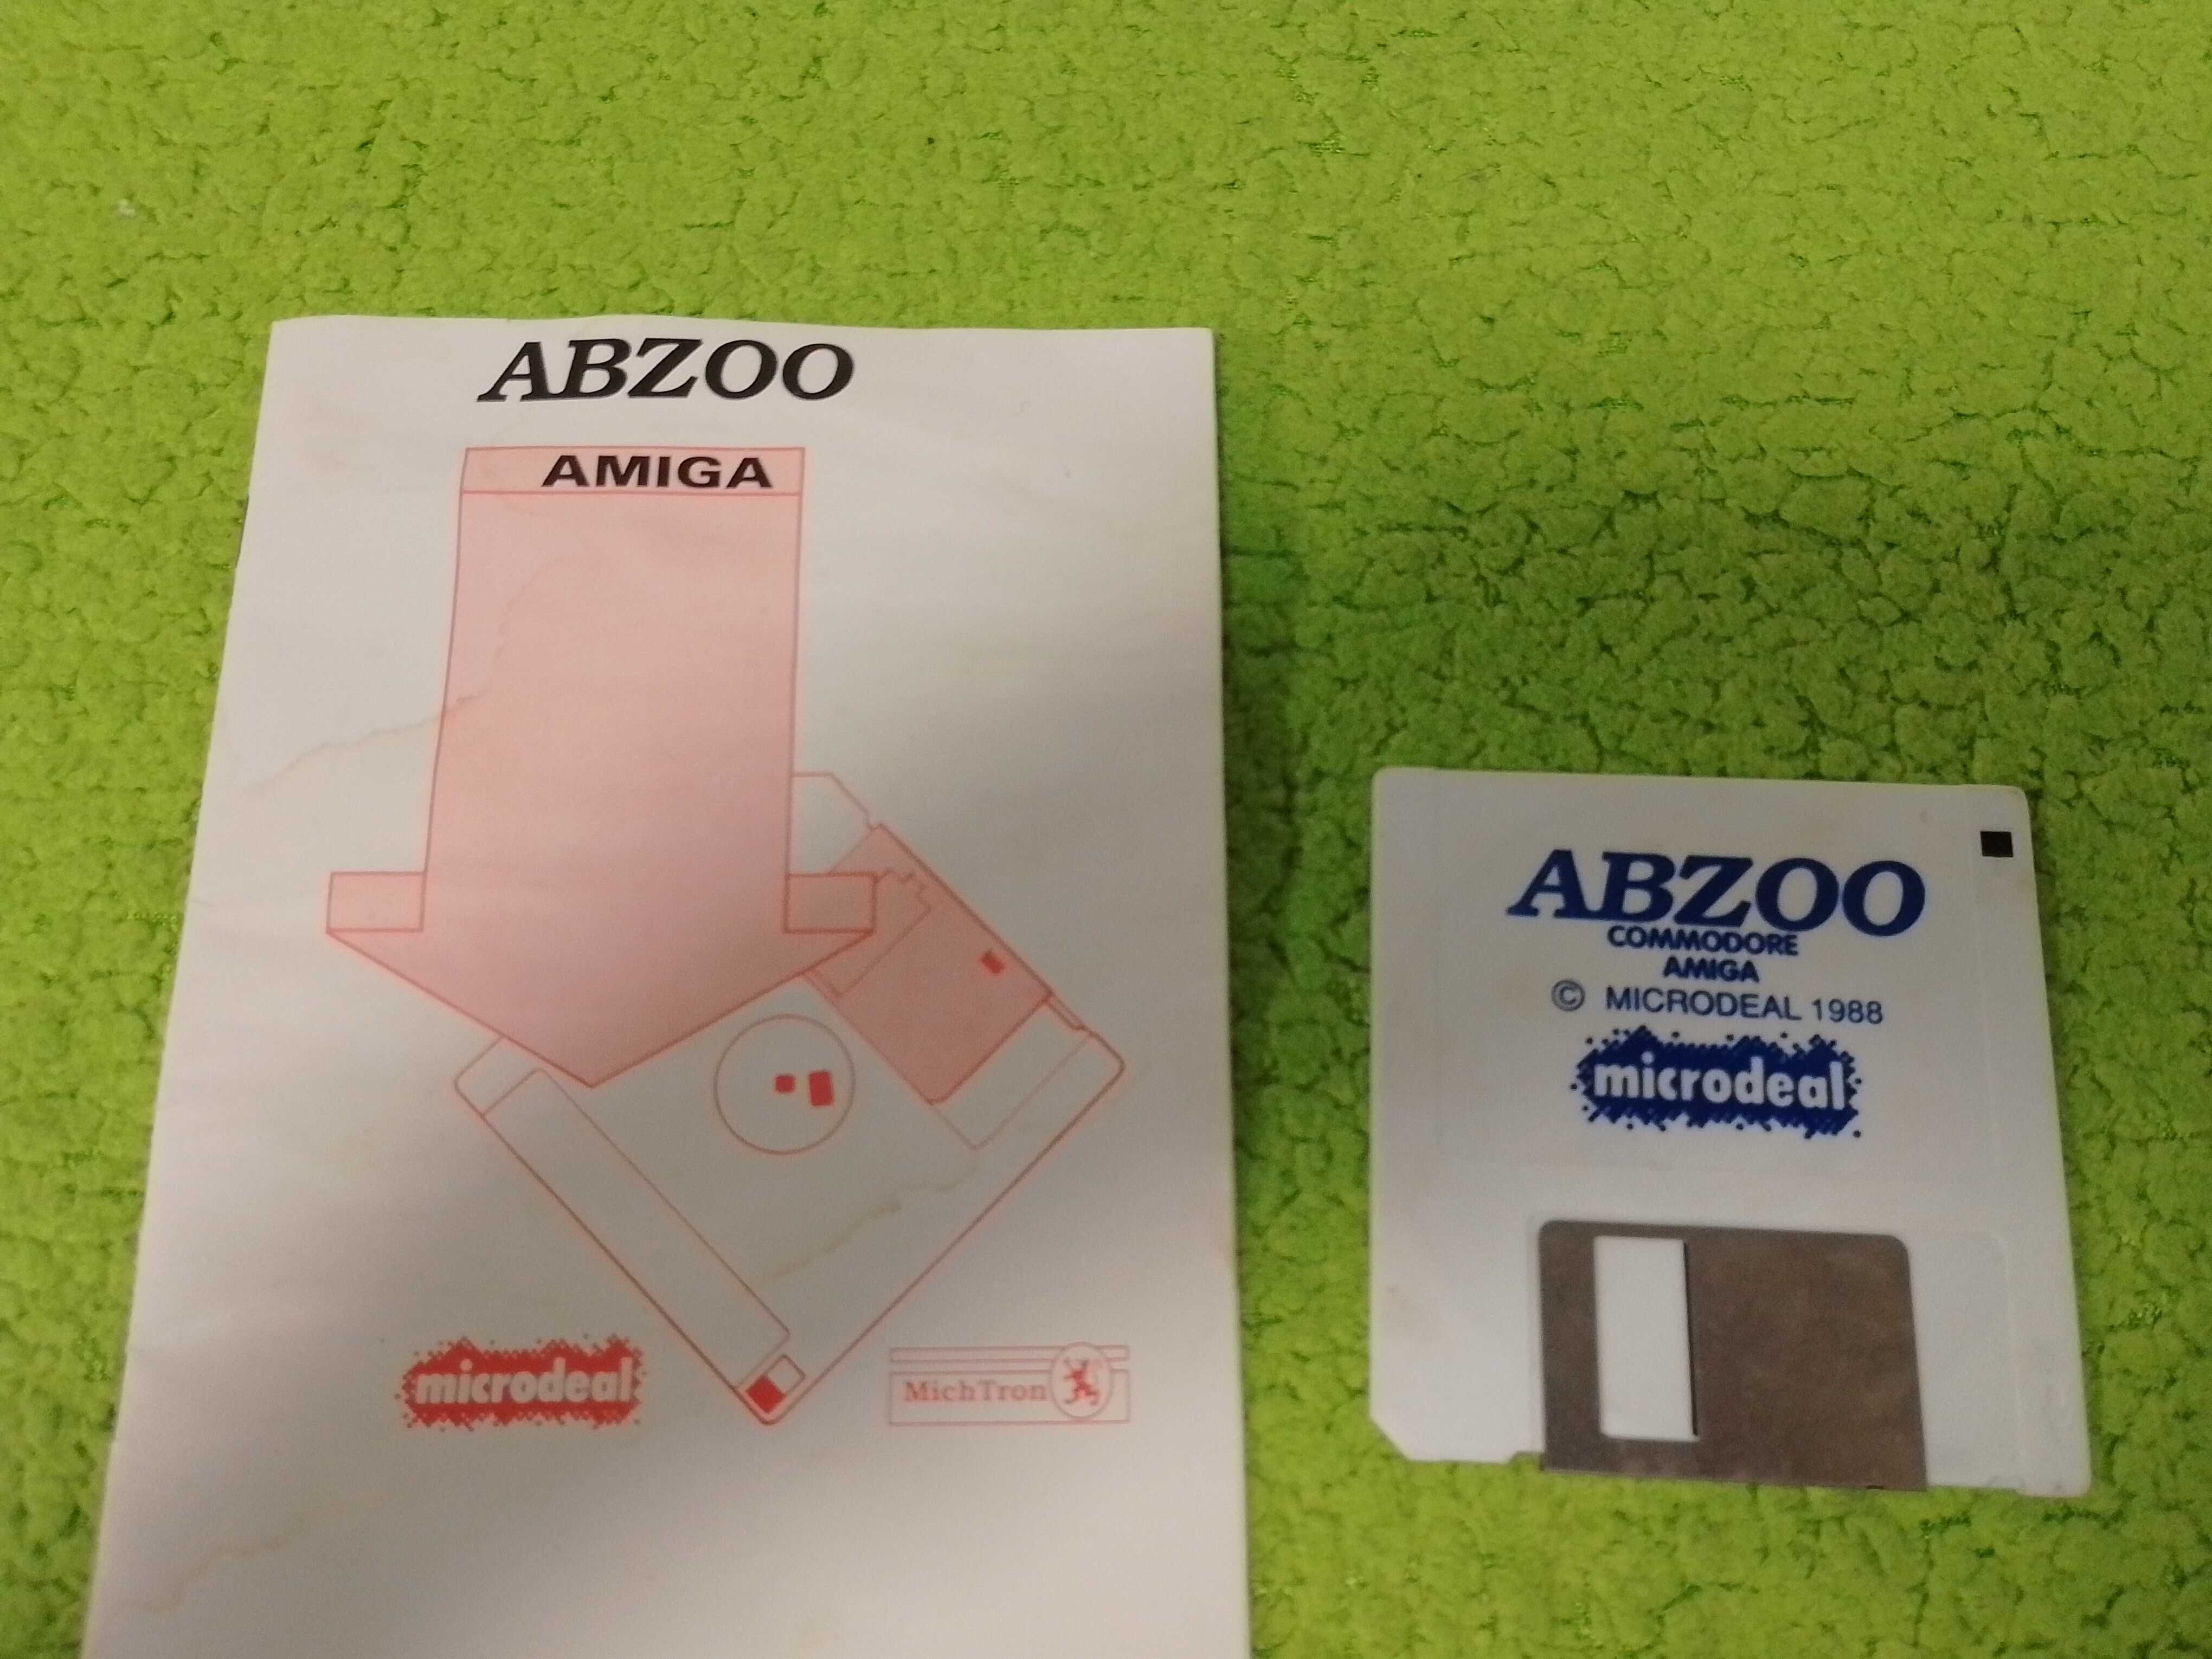 ABZOO
AMIGA
microdeal
MichTron
ABZOO
COMMODORE
AMIGA
© MICRODEAL 1988
microdeal